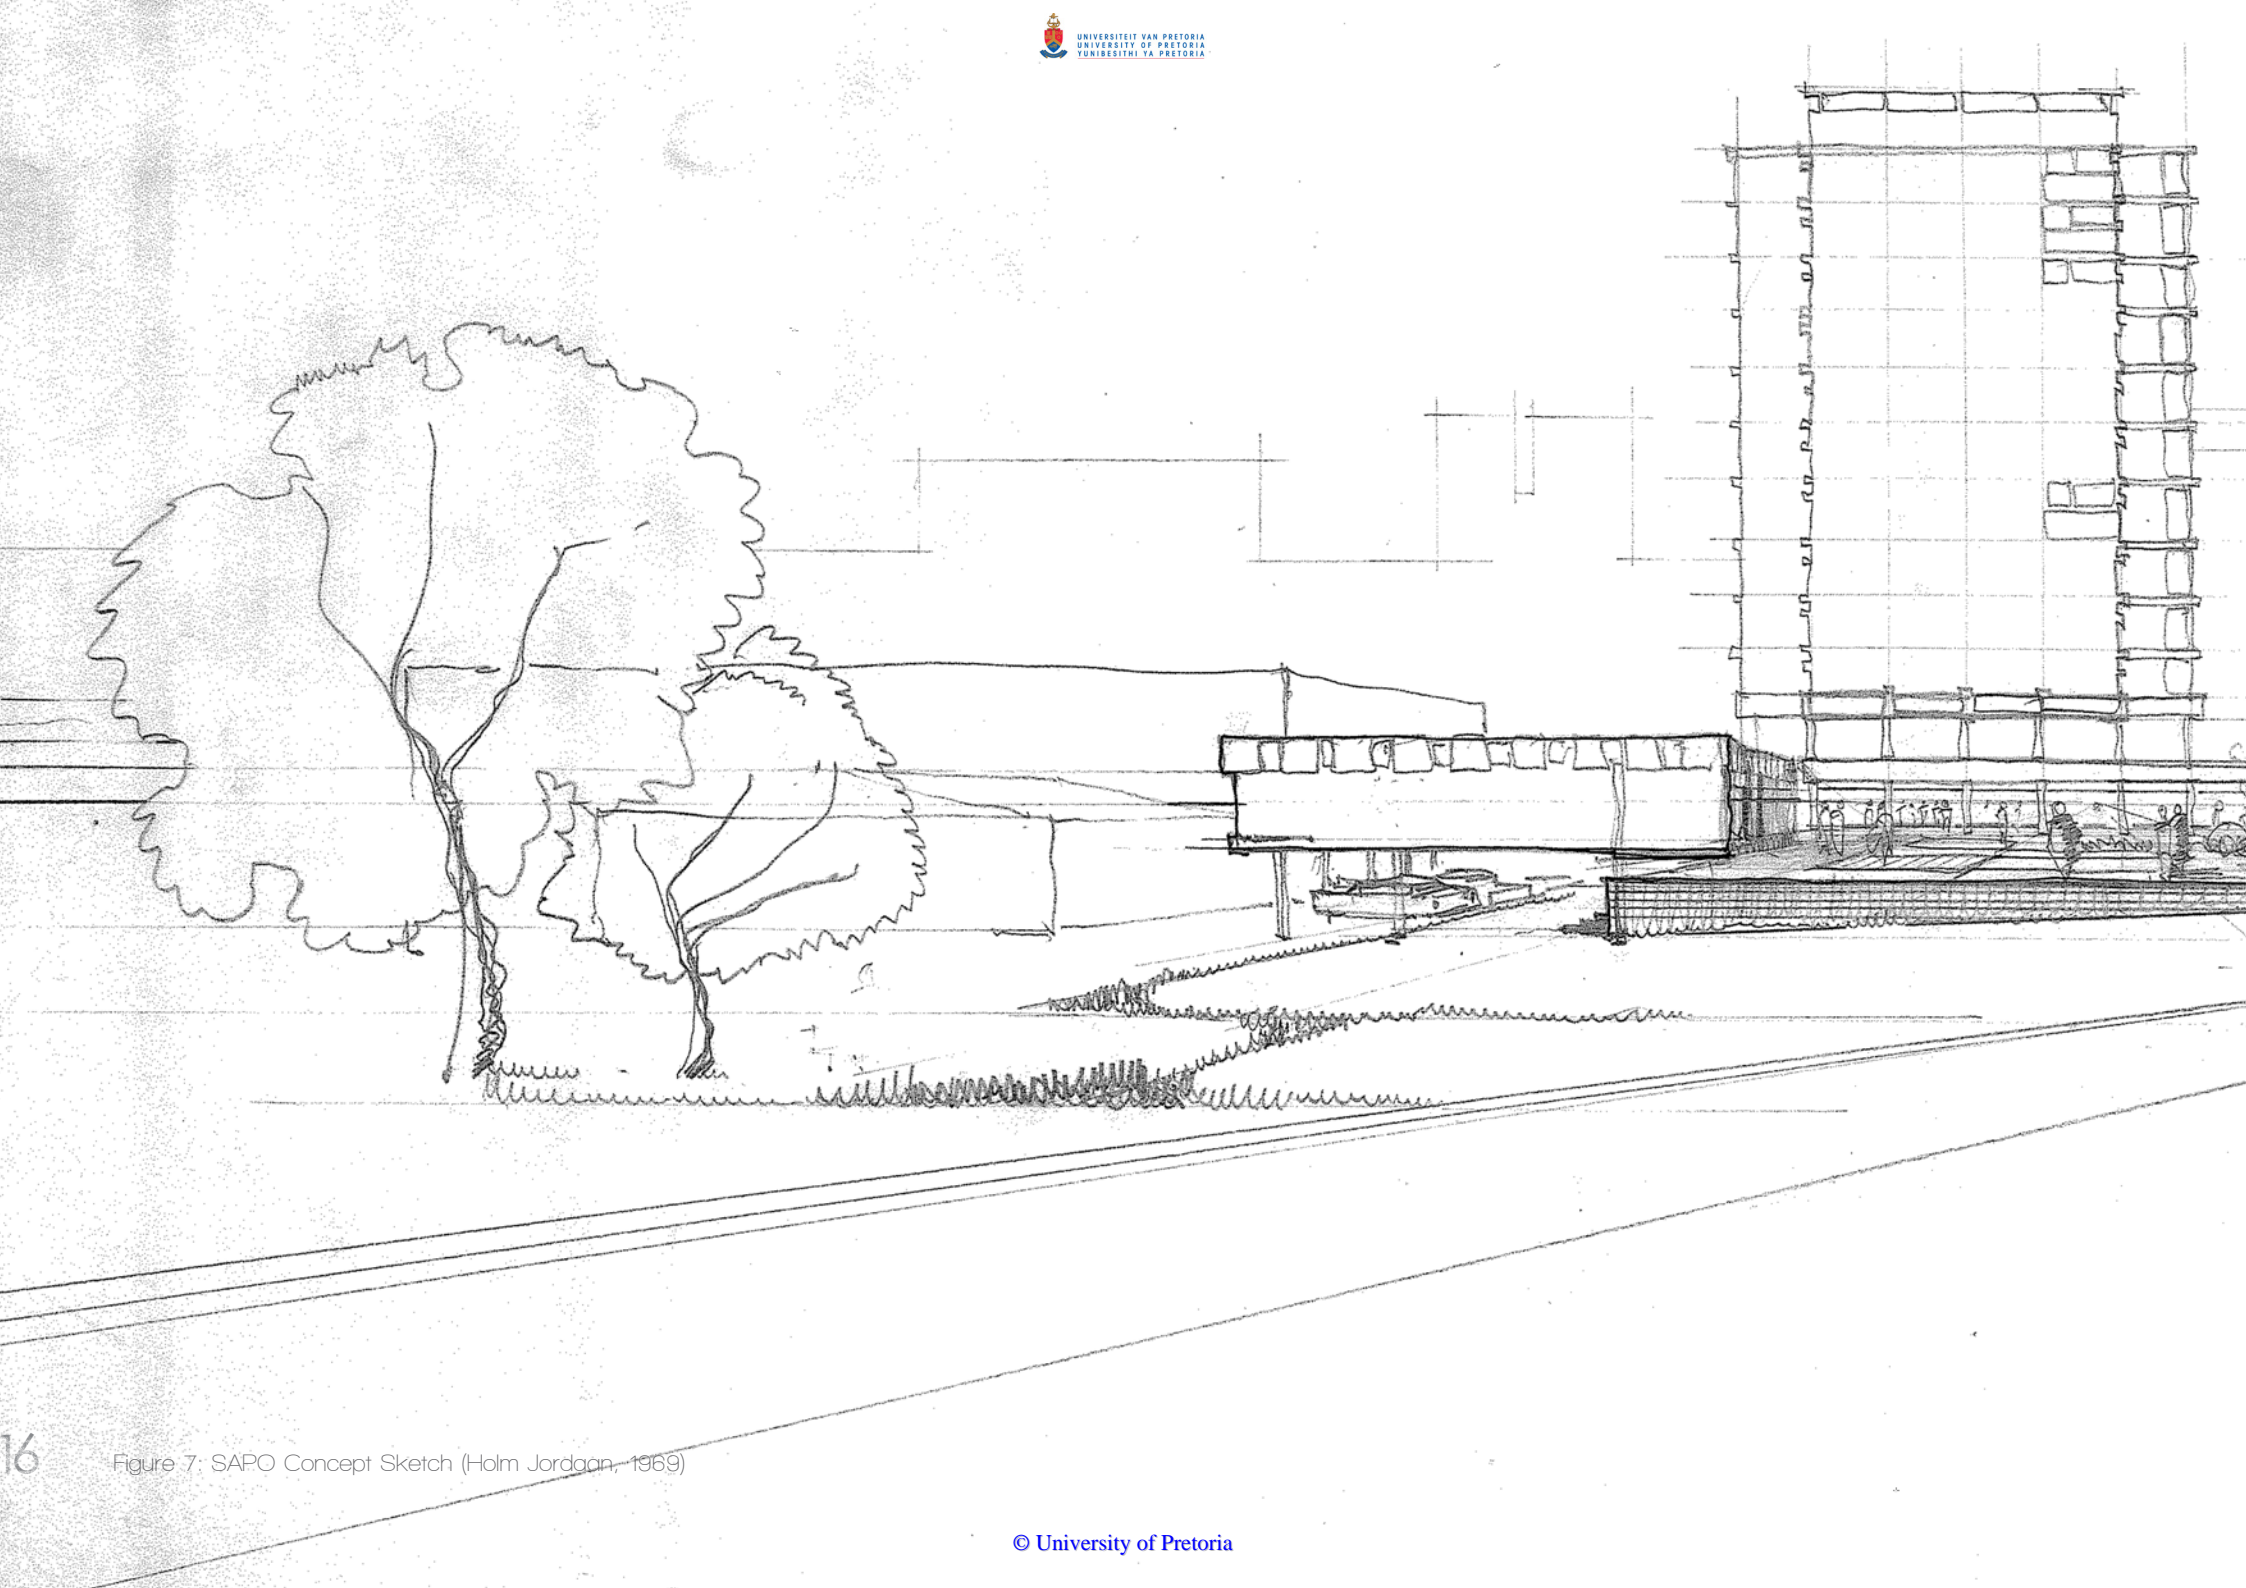 UNIVERSITEIT VAN PRETORIA
UNIVERSITY OF PRETORIA
YUNIBESITHI YA PRETORIA
16
Figure 7: SAPO Concept Sketch (Holm Jordaan, 1969)
© University of Pretoria